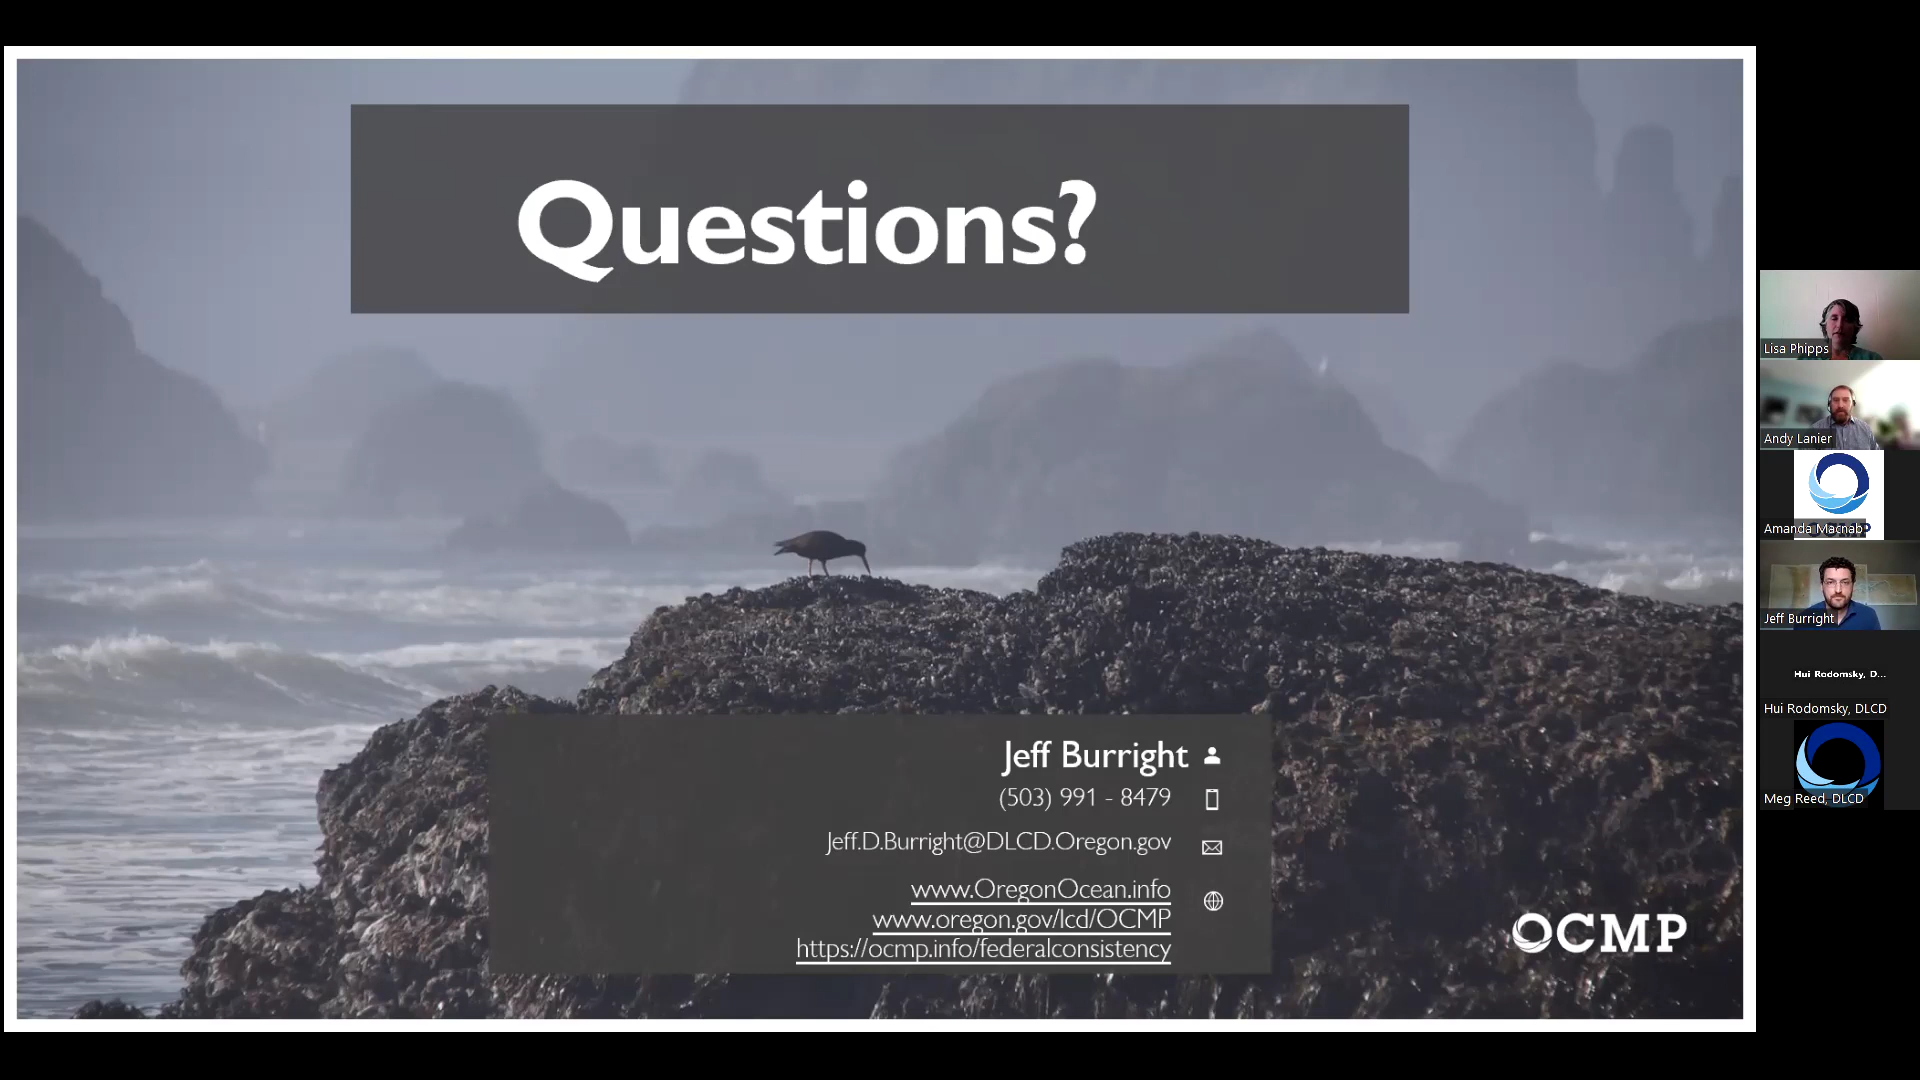 Questions?
Jeff Burright
(503) 991 - 8479
Jeff.D.Burright@DLCD.Oregon.gov
www.OregonOcean.info
www.oregon.gov/lcd/OCMP
https://ocmp.info/federalconsistency
OCMP
Lisa Phipps
Andy Lanier
Amanda Macnab
Jeff Burright
Hui Rodomsky, D...
Hui Rodomsky, DLCD
Meg Reed, DLCD